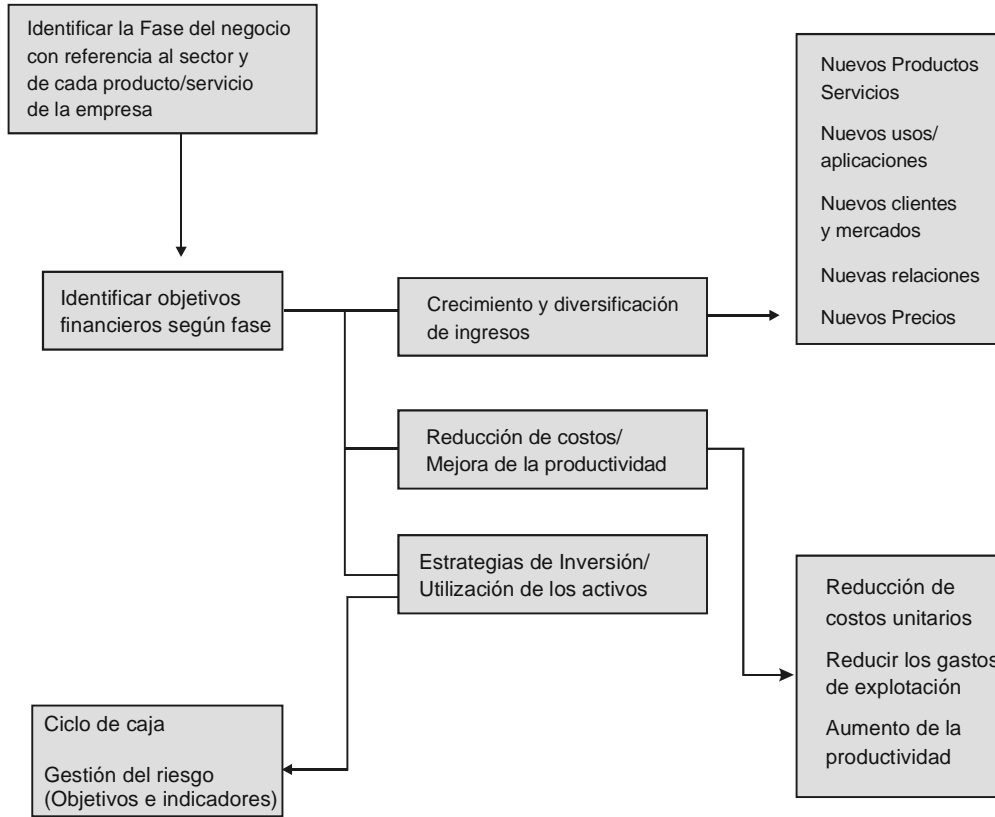 Identificar la Fase del negocio
con referencia al sector y
de cada producto/servicio
de la empresa
Nuevos Productos
Servicios
Nuevos usos/
aplicaciones
Nuevos clientes
y mercados
Nuevas relaciones
Nuevos Precios
Identificar objetivos
financieros según fase
Crecimiento y diversificación
de ingresos
Reducción de costos/
Mejora de la productividad
Estrategias de Inversión/
Utilización de los activos
Reducción de
costos unitarios
Reducir los gastos
de explotación
Aumento de la
productividad
Ciclo de caja
Gestión del riesgo
(Objetivos e indicadores)